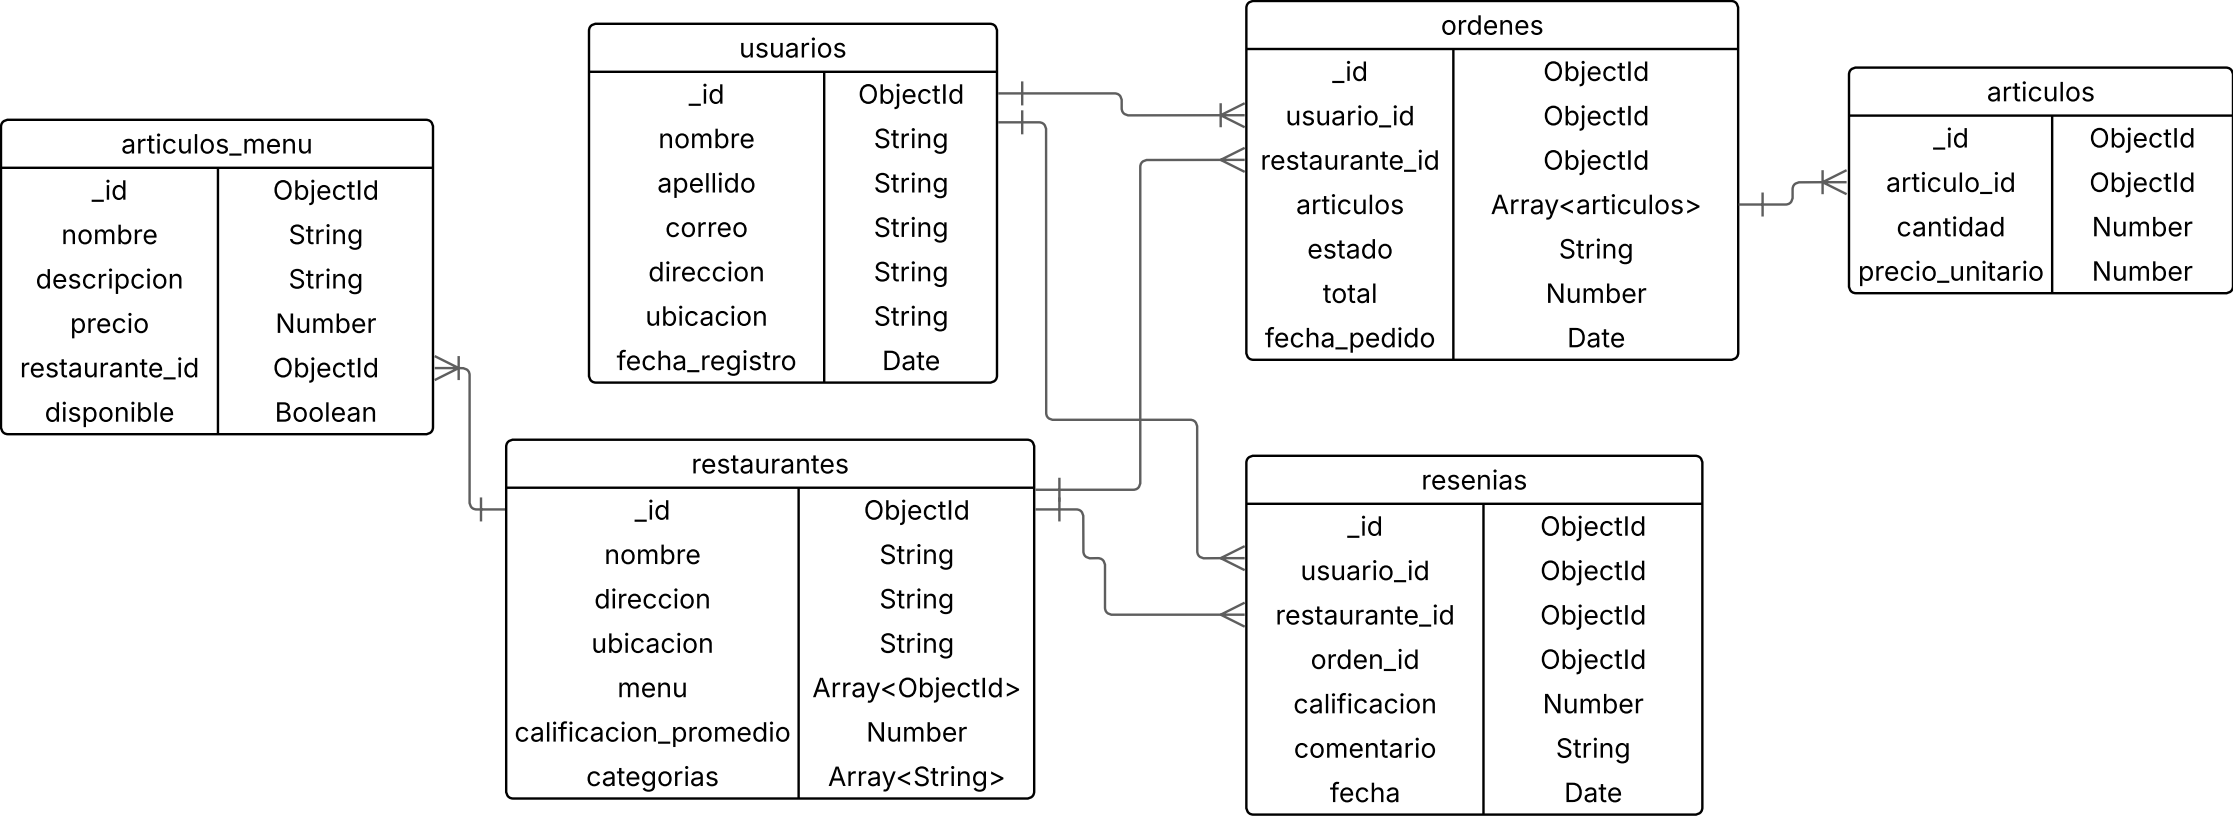 articulos_menu
_id ObjectId
nombre String
descripcion String
precio Number
restaurante_id ObjectId
disponible Boolean
usuarios
_id ObjectId
nombre String
apellido String
correo String
direccion String
ubicacion String
fecha_registro Date
restaurantes
_id ObjectId
nombre String
direccion String
ubicacion String
menu Array<ObjectId>
calificacion_promedio Number
categorias Array<String>
ordenes
_id ObjectId
usuario_id ObjectId
restaurante_id ObjectId
articulos Array<articulos>
estado String
total Number
fecha_pedido Date
resenias
_id ObjectId
usuario_id ObjectId
restaurante_id ObjectId
orden_id ObjectId
calificacion Number
comentario String
fecha Date
articulos
_id ObjectId
articulo_id ObjectId
cantidad Number
precio_unitario Number